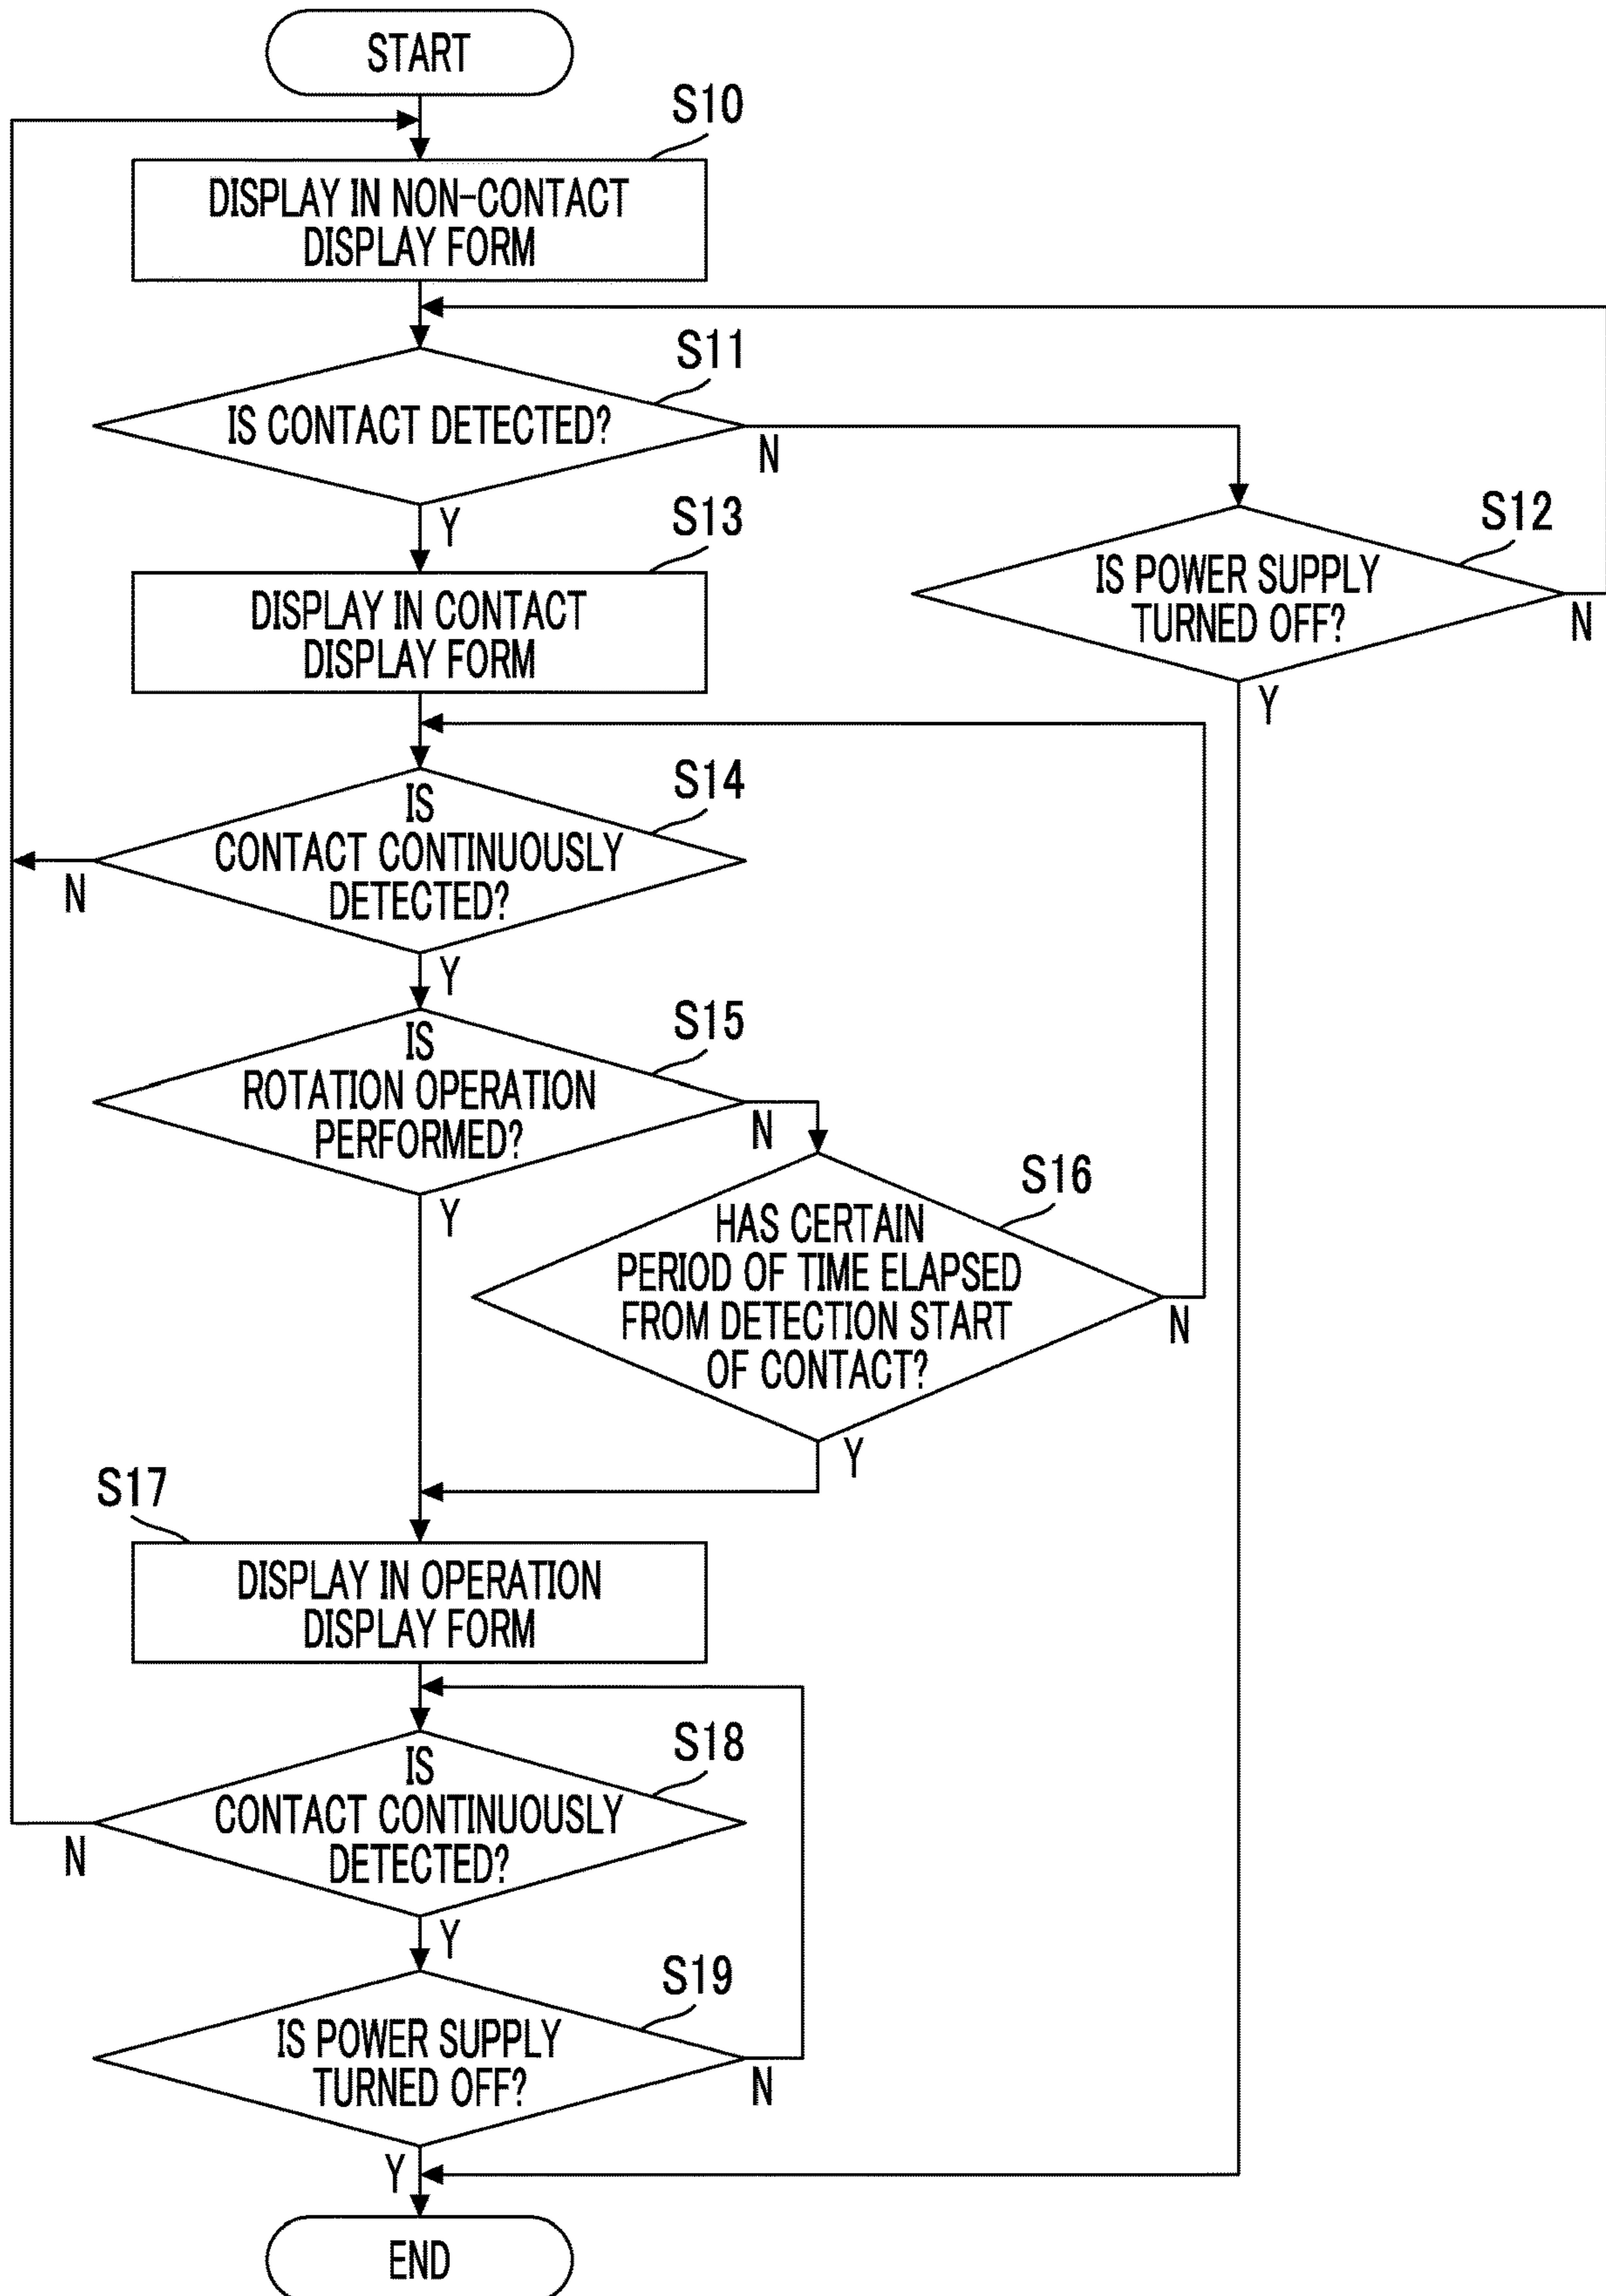 START
S10
DISPLAY IN NON-CONTACT
DISPLAY FORM
S11
IS CONTACT DETECTED?
N
Y
S12
IS POWER SUPPLY
TURNED OFF?
N
Y
S13
DISPLAY IN CONTACT
DISPLAY FORM
S14
IS
CONTACT CONTINUOUSLY
DETECTED?
N
Y
S15
IS
ROTATION OPERATION
PERFORMED?
N
Y
S16
HAS CERTAIN
PERIOD OF TIME ELAPSED
FROM DETECTION START
OF CONTACT?
N
Y
S17
DISPLAY IN OPERATION
DISPLAY FORM
S18
IS
CONTACT CONTINUOUSLY
DETECTED?
N
Y
S19
IS POWER SUPPLY
TURNED OFF?
N
Y
END